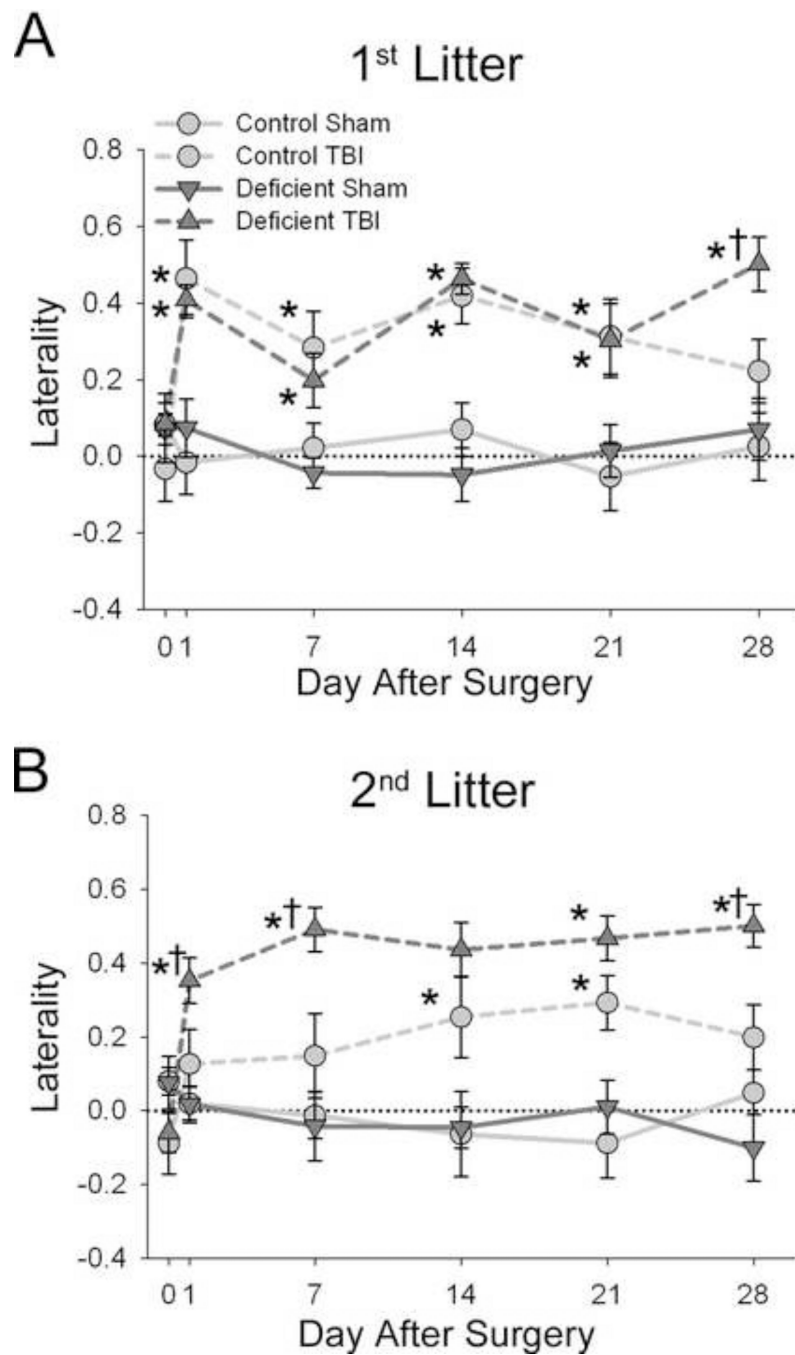 A
1st Litter
Control Sham
Control TBI
Deficient Sham
Deficient TBI
0.8
0.6
0.4
0.2
0.0
-0.2
-0.4
Laterality
* * * * * * * * *†
0 1 7 14 21 28
Day After Surgery
B
2nd Litter
0.8
0.6
0.4
0.2
0.0
-0.2
-0.4
Laterality
*† *† * * * *†
0 1 7 14 21 28
Day After Surgery